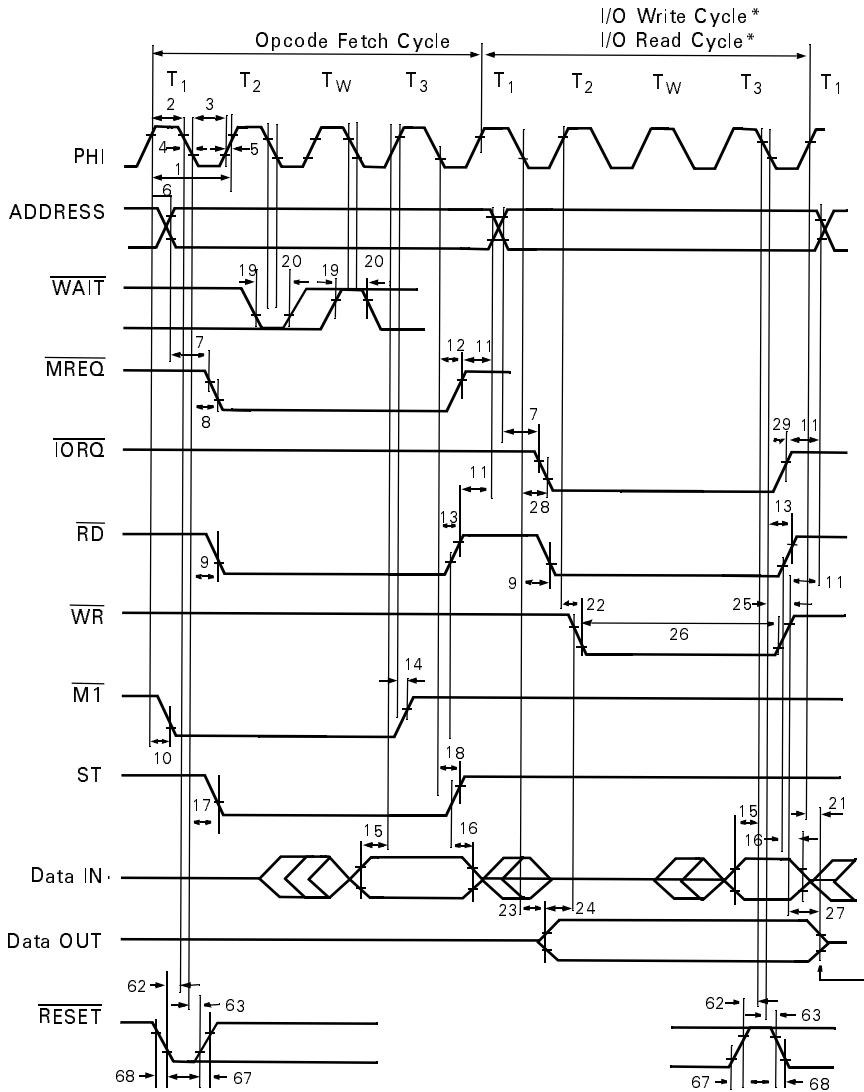 I/O Write Cycle*
Opcode Fetch Cycle
I/O Read Cycle*
T1 T2 TW T3 T1 T2 TW T3 T1
2 3
PHI
4 5
1
6
ADDRESS
19 20 19 20
WAIT
7 12 11
MREQ
8
7 29 11
IORQ
11 28
13 13
RD
9 9 11
22 25
WR
26
14
M1
10
18
ST
17
15 16 15 16 21
Data IN
23 24 27
Data OUT
62 63 62 63
RESET
68 67 67 68